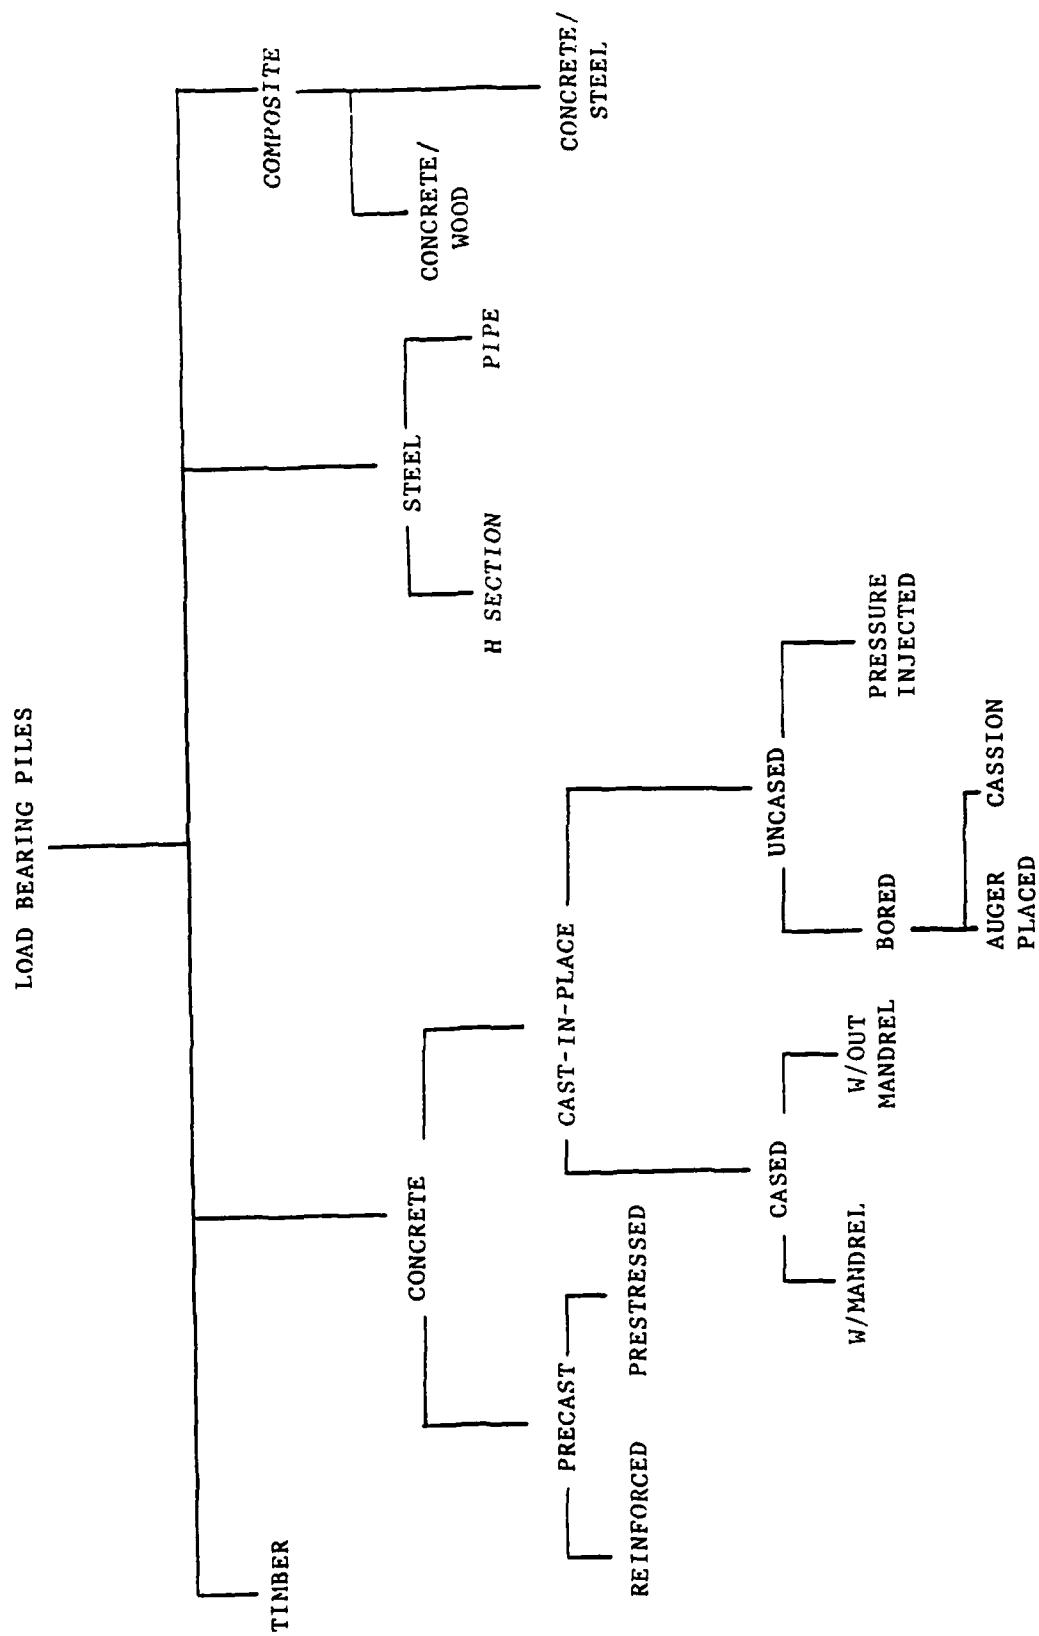 LOAD BEARING PILES
TIMBER
CONCRETE
STEEL
COMPOSITE
PRECAST
CAST-IN-PLACE
H SECTION
PIPE
CONCRETE/
WOOD
CONCRETE/
STEEL
REINFORCED
PRESTRESSED
CASED
UNCASED
W/MANDREL
W/OUT
MANDREL
BORED
PRESSURE
INJECTED
AUGER
PLACED
CASSION